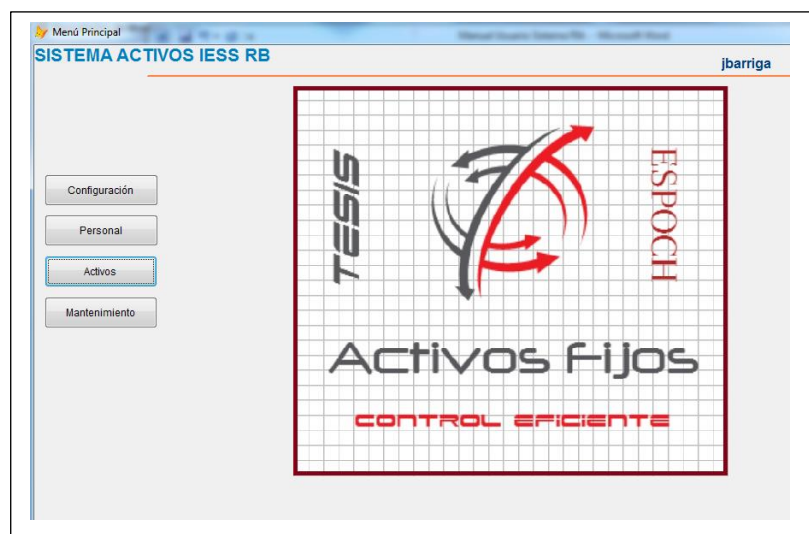 Menú Principal
SISTEMA ACTIVOS IESS RB
jbarriga
Configuración
Personal
Activos
Mantenimiento
TESIS
ESPOCH
Activos Fijos
CONTROL EFICIENTE